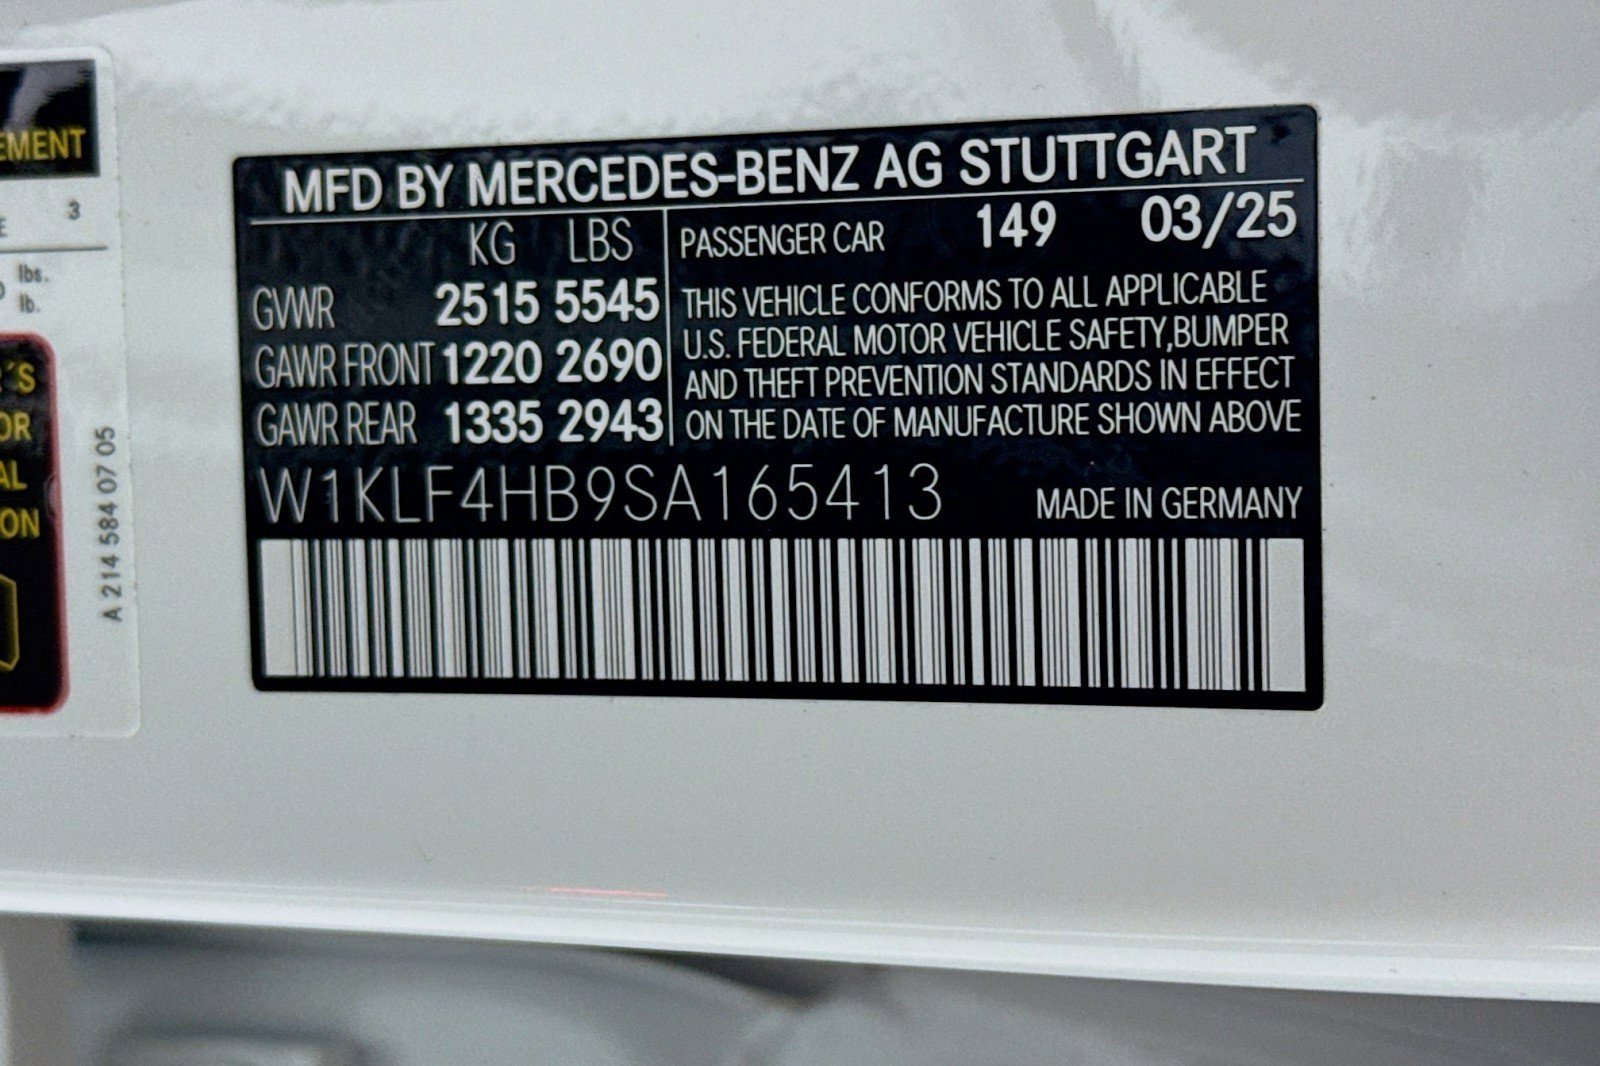 EMENT
3
E
lbs.
lb.
R'S
OR
AL
ON
A 214 584 07 05
MFD BY MERCEDES-BENZ AG STUTTGART
KG LBS
GVWR 2515 5545
GAWR FRONT 1220 2690
GAWR REAR 1335 2943
PASSENGER CAR 149 03/25
THIS VEHICLE CONFORMS TO ALL APPLICABLE
U.S. FEDERAL MOTOR VEHICLE SAFETY,BUMPER
AND THEFT PREVENTION STANDARDS IN EFFECT
ON THE DATE OF MANUFACTURE SHOWN ABOVE
W1KLF4HB9SA165413 MADE IN GERMANY